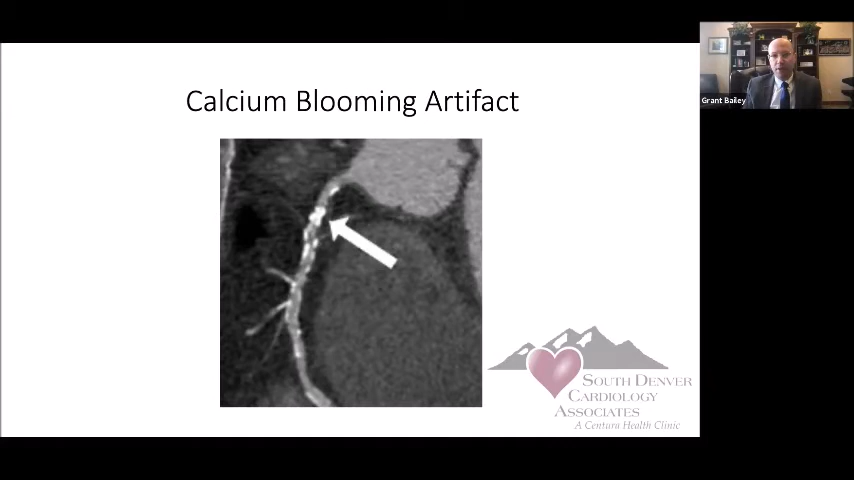 Calcium Blooming Artifact
Grant Bailey
SOUTH DENVER
CARDIOLOGY
ASSOCIATES
A Centura Health Clinic